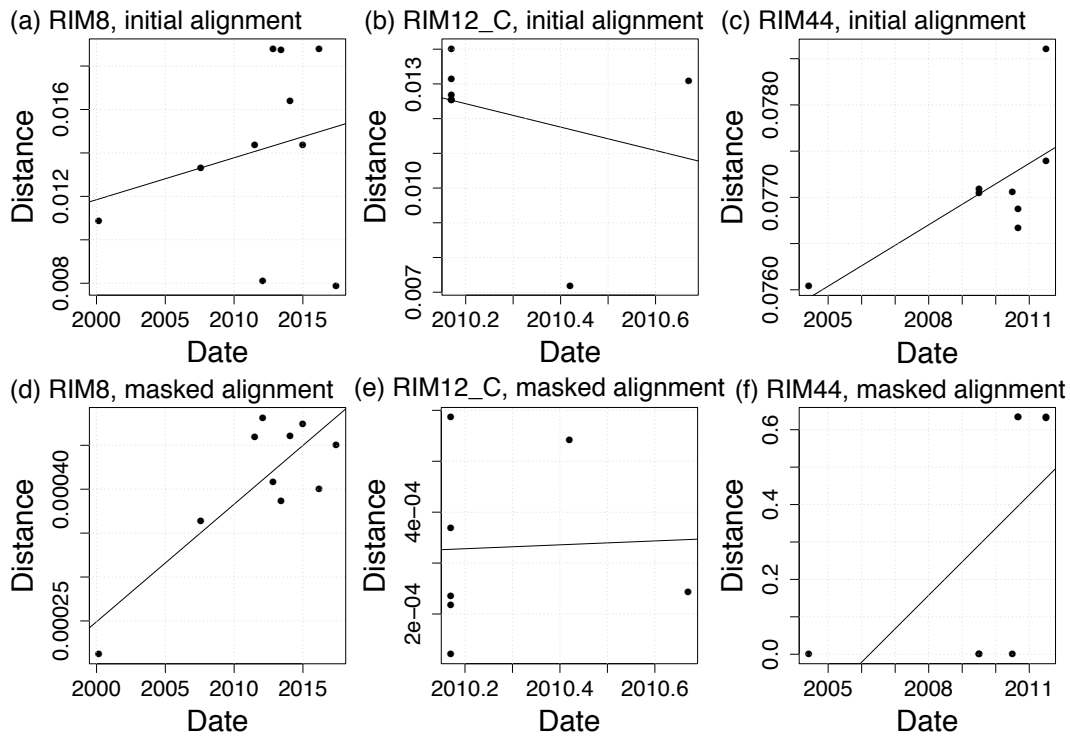 (a) RIM8, initial alignment
(b) RIM12_C, initial alignment
(c) RIM44, initial alignment
Distance
0.008 0.012 0.016
2000 2005 2010 2015
Date
Distance
0.007 0.010 0.013
2010.2 2010.4 2010.6
Date
Distance
0.0760 0.0770 0.0780
2005 2008 2011
Date
(d) RIM8, masked alignment
(e) RIM12_C, masked alignment
(f) RIM44, masked alignment
Distance
0.00025 0.00040
2000 2005 2010 2015
Date
Distance
2e−04 4e−04
2010.2 2010.4 2010.6
Date
Distance
0.0 0.2 0.4 0.6
2005 2008 2011
Date